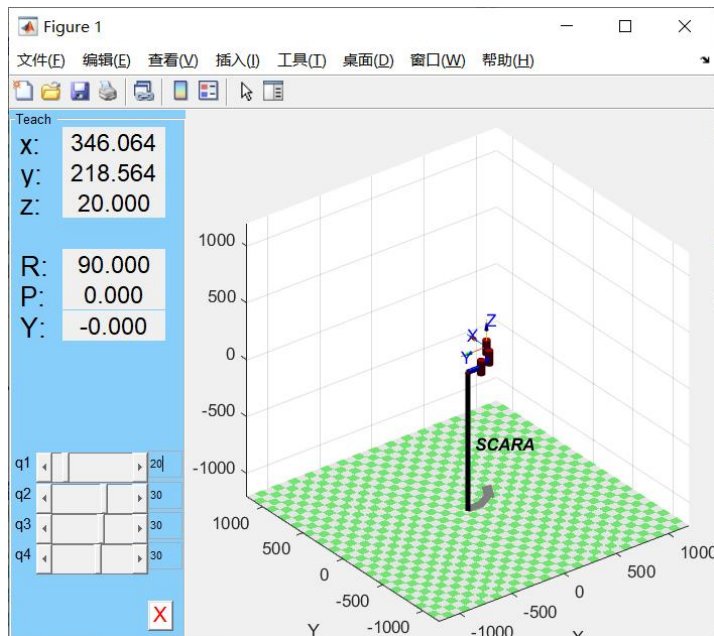 Figure 1
文件(F) 编辑(E) 查看(V) 插入(I) 工具(T) 桌面(D) 窗口(W) 帮助(H)
Teach
x: 346.064
y: 218.564
z: 20.000
R: 90.000
P: 0.000
Y: -0.000
q1 20
q2 30
q3 30
q4 30
X
1000
500
0
-500
-1000
Z
X
Y
SCARA
1000
500
0
-500
-1000
Y
-1000
-500
0
500
1000
X